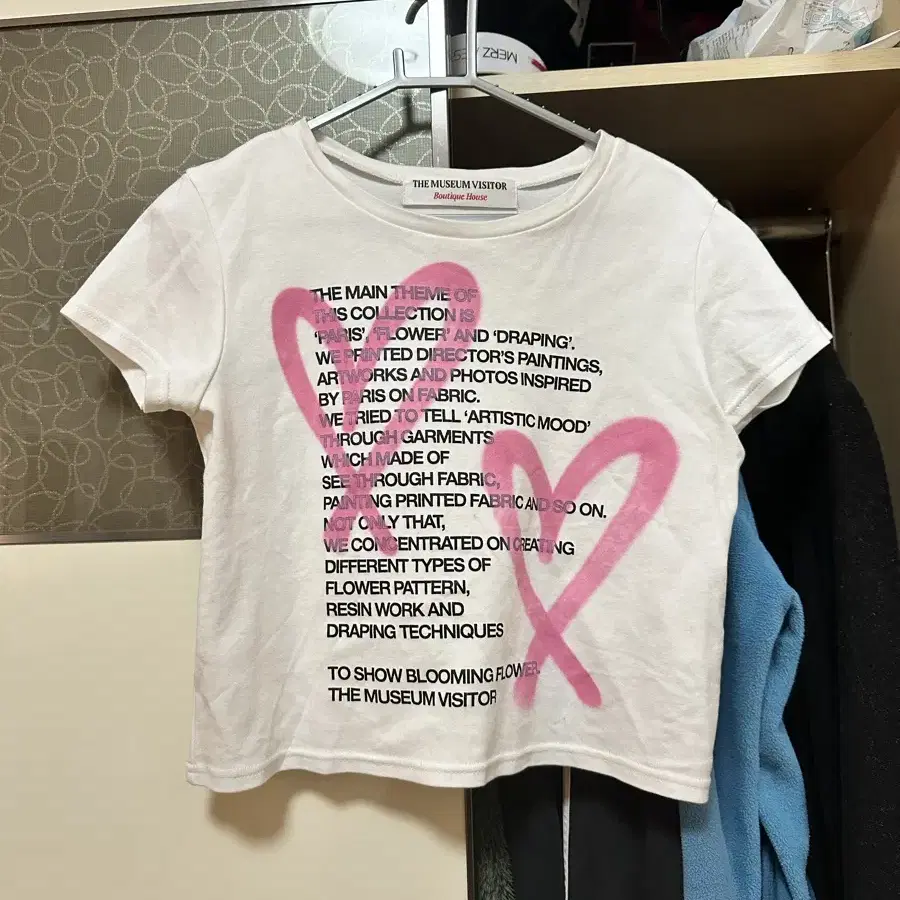 MERZ
THE MUSEUM VISITOR
Boutique House
THE MAIN THEME OF
THIS COLLECTION IS
‘PARIS’, ‘FLOWER’ AND ‘DRAPING’.
WE PRINTED DIRECTOR’S PAINTINGS,
ARTWORKS AND PHOTOS INSPIRED
BY PARIS ON FABRIC.
WE TRIED TO TELL ‘ARTISTIC MOOD’
THROUGH GARMENTS
WHICH MADE OF
SEE THROUGH FABRIC,
PAINTING PRINTED FABRIC AND SO ON.
NOT ONLY THAT,
WE CONSENTRATED ON CREATING
DIFFERENT TYPES OF
FLOWER PATTERN,
RESIN WORK AND
DRAPING TECHNIQUES
TO SHOW BLOOMING FLOWER.
THE MUSEUM VISITOR